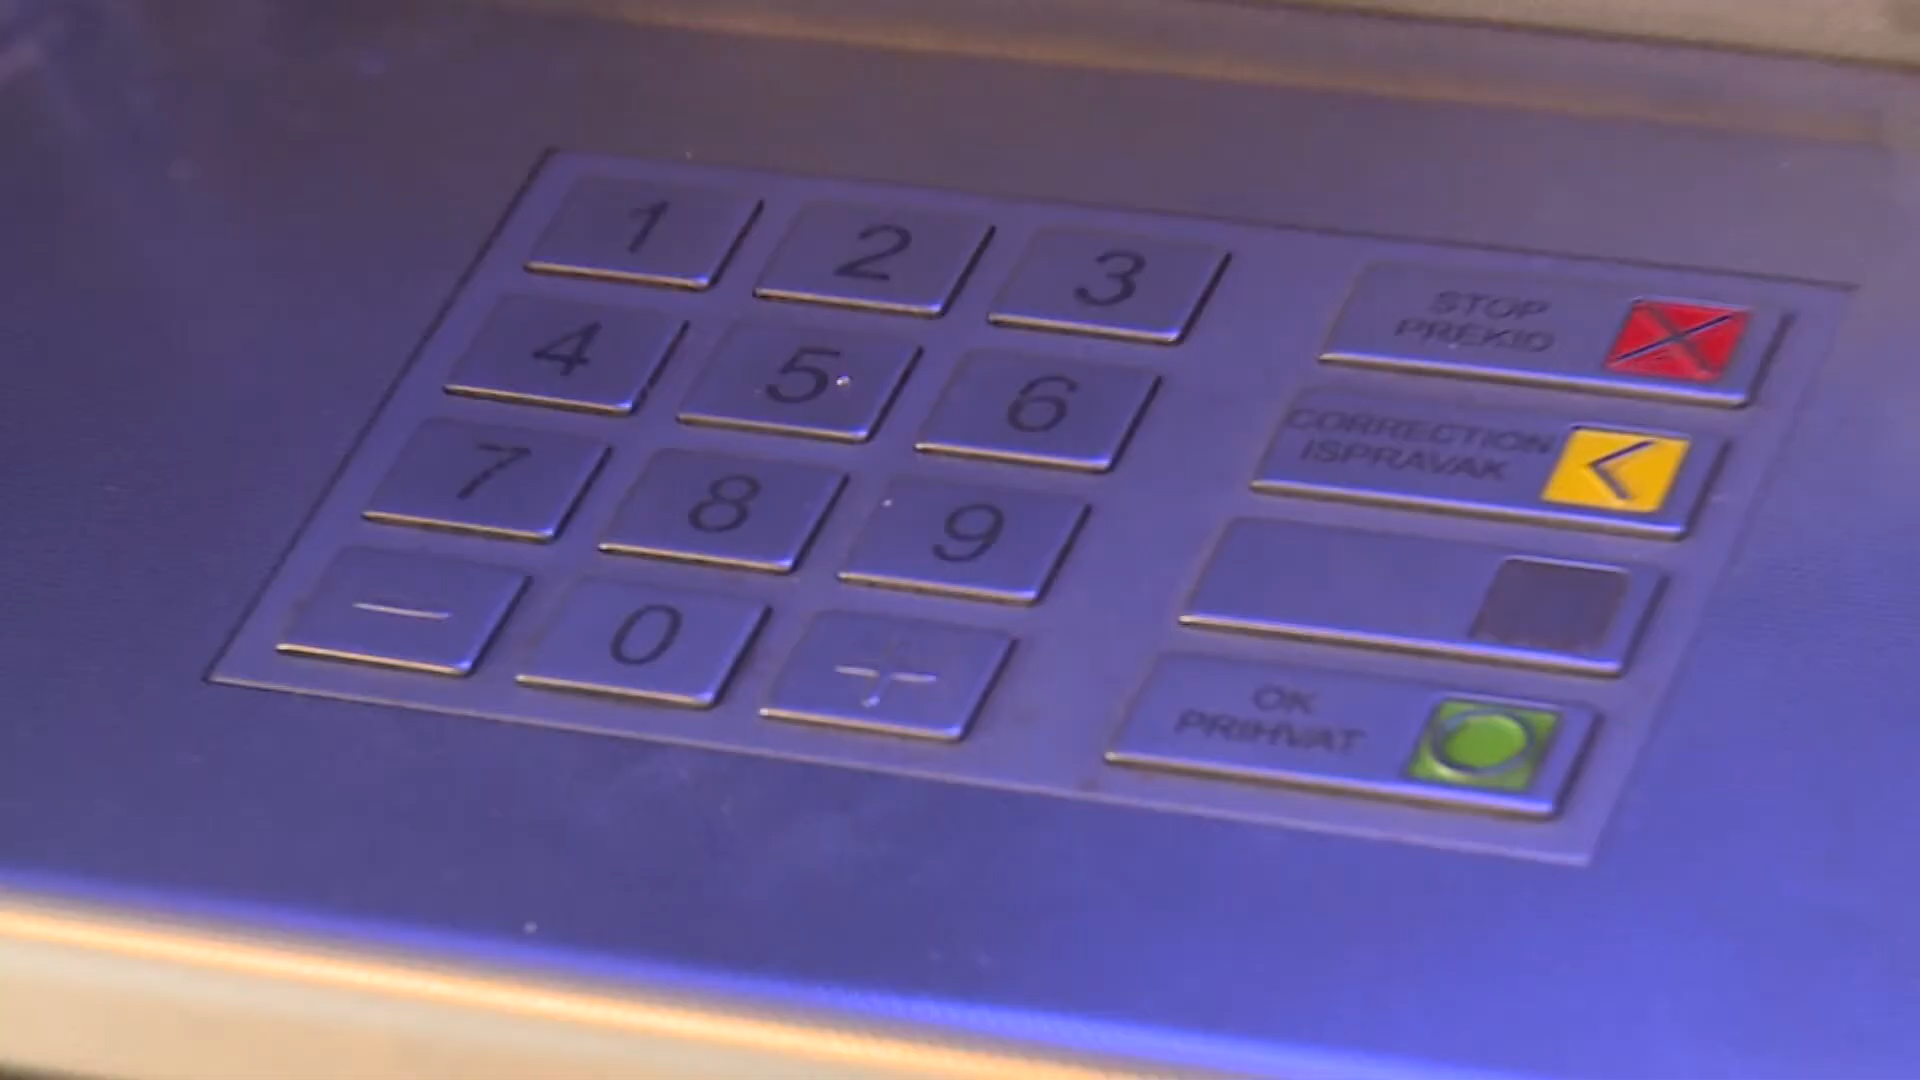 1 2 3
STOP
PREKID
4 5 6
CORRECTION
ISPRAVAK
7 8 9
− 0 +
OK
PRIHVAT